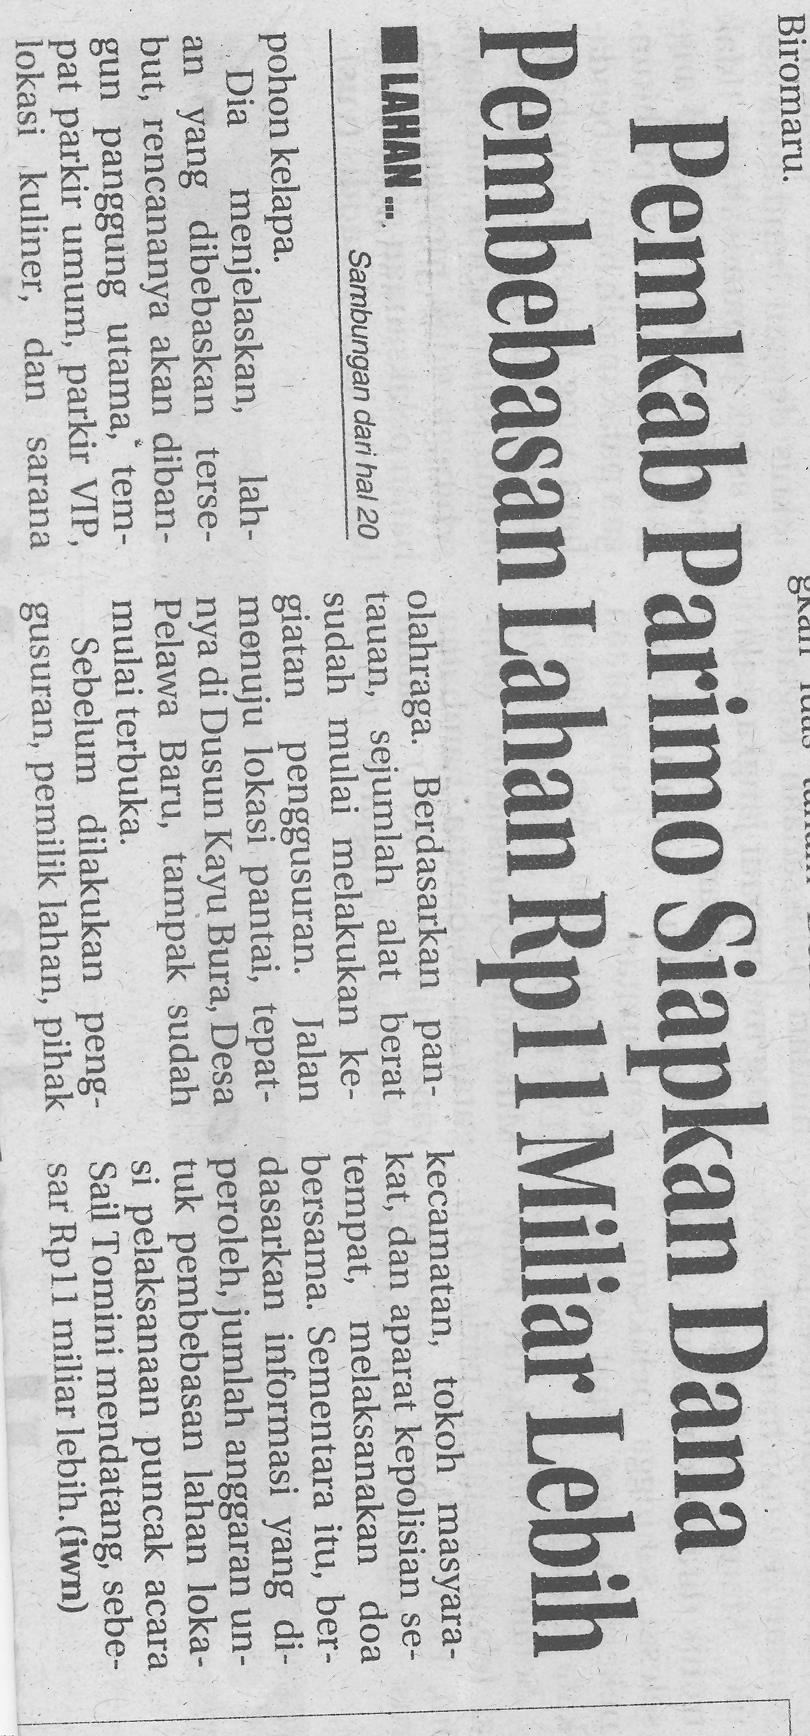 Biromaru.
Pemkab Parimo Siapkan Dana
Pembebasan Lahan Rp11 Miliar Lebih
■ LAHAN ...
Sambungan dari hal 20
pohon kelapa.
Dia menjelaskan, lah-
an yang dibebaskan terse-
but, rencananya akan diban-
gun panggung utama, tem-
pat parkir umum, parkir VIP,
lokasi kuliner, dan sarana
olahraga. Berdasarkan pan-
tauan, sejumlah alat berat
sudah mulai melakukan ke-
giatan penggusuran. Jalan
menuju lokasi pantai, tepat-
nya di Dusun Kayu Bura, Desa
Pelawa Baru, tampak sudah
mulai terbuka.
Sebelum dilakukan peng-
gusuran, pemilik lahan, pihak
kecamatan, tokoh masyara-
kat, dan aparat kepolisian se-
tempat, melaksanakan doa
bersama. Sementara itu, ber-
dasarkan informasi yang di-
peroleh, jumlah anggaran un-
tuk pembebasan lahan loka-
si pelaksanaan puncak acara
Sail Tomini mendatang, sebe-
sar Rp11 miliar lebih.(iwn)